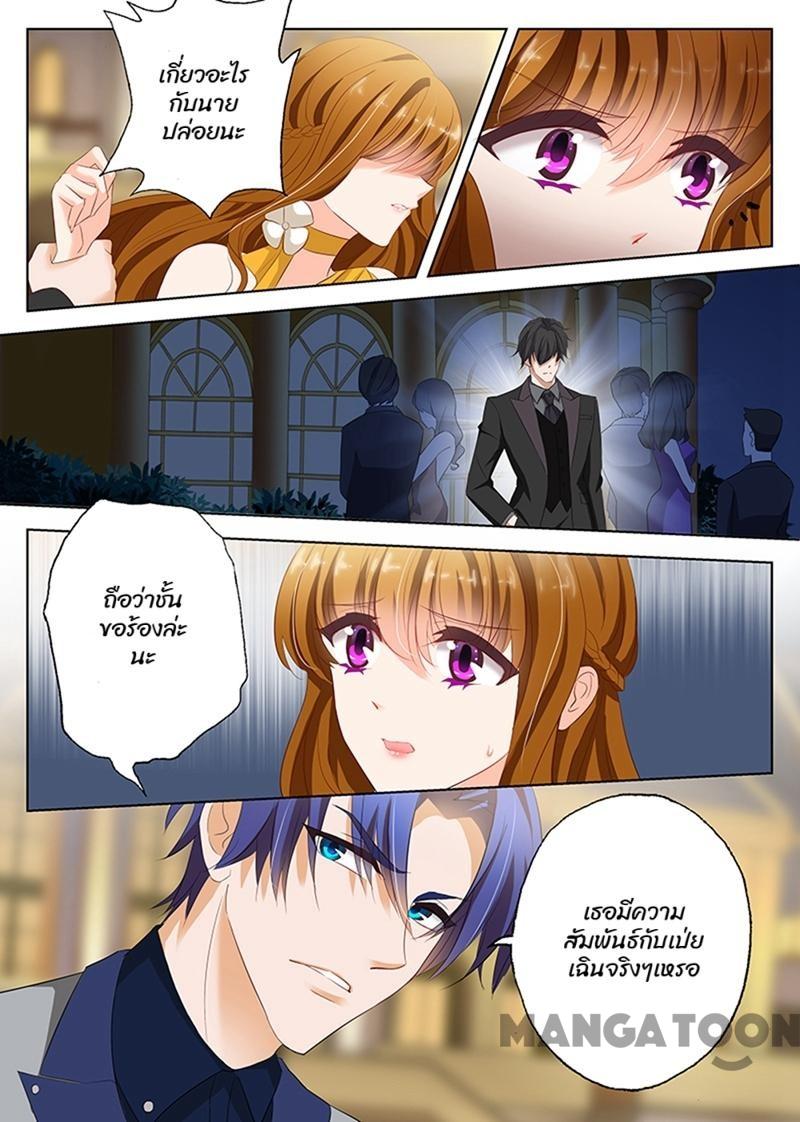 เกี่ยวอะไร
กับนาย
ปล่อยนะ
ถือว่าชั้น
ขอร้องล่ะ
นะ
เธอมีความ
สัมพันธ์กับเป่ย
เฉินจริงๆเหรอ
MANGATOON